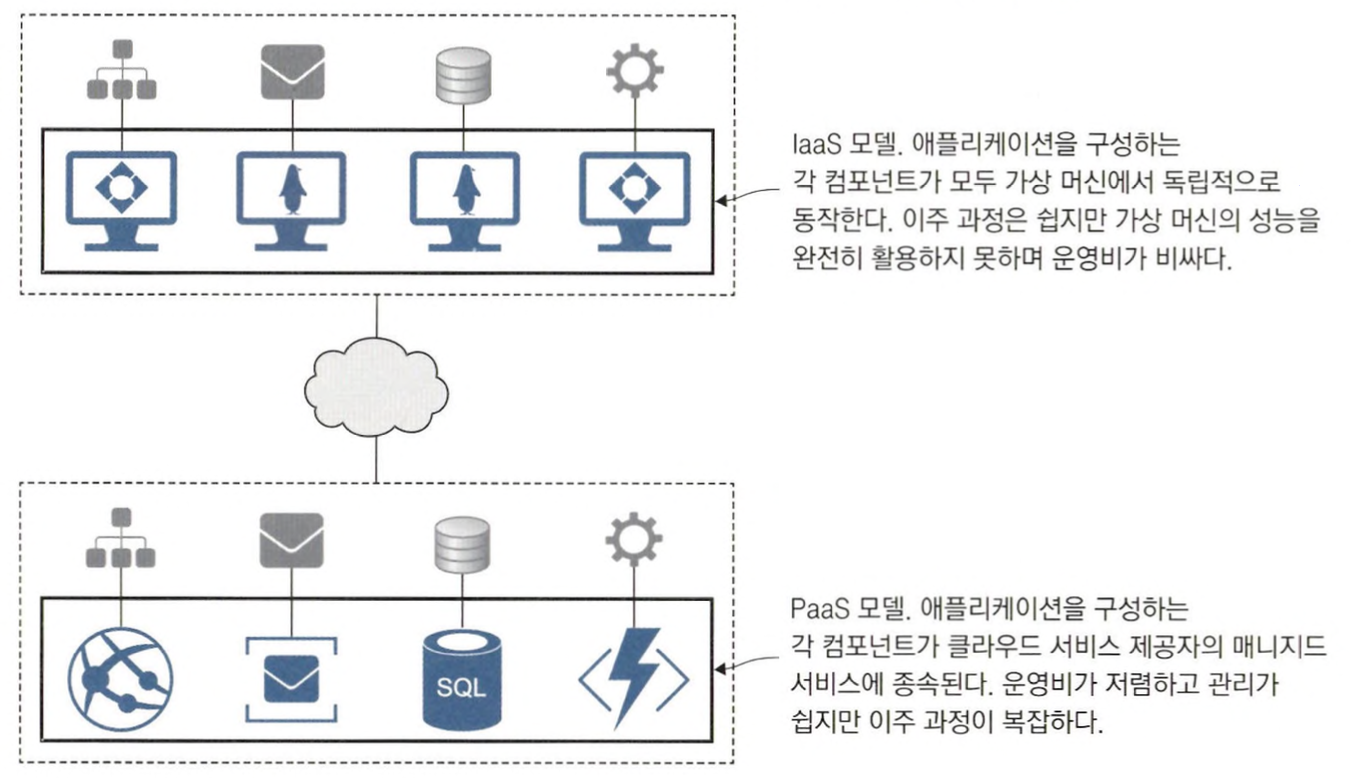 IaaS 모델. 애플리케이션을 구성하는
각 컴포넌트가 모두 가상 머신에서 독립적으로
동작한다. 이주 과정은 쉽지만 가상 머신의 성능을
완전히 활용하지 못하며 운영비가 비싸다.
SQL
PaaS 모델. 애플리케이션을 구성하는
각 컴포넌트가 클라우드 서비스 제공자의 매니지드
서비스에 종속된다. 운영비가 저렴하고 관리가
쉽지만 이주 과정이 복잡하다.